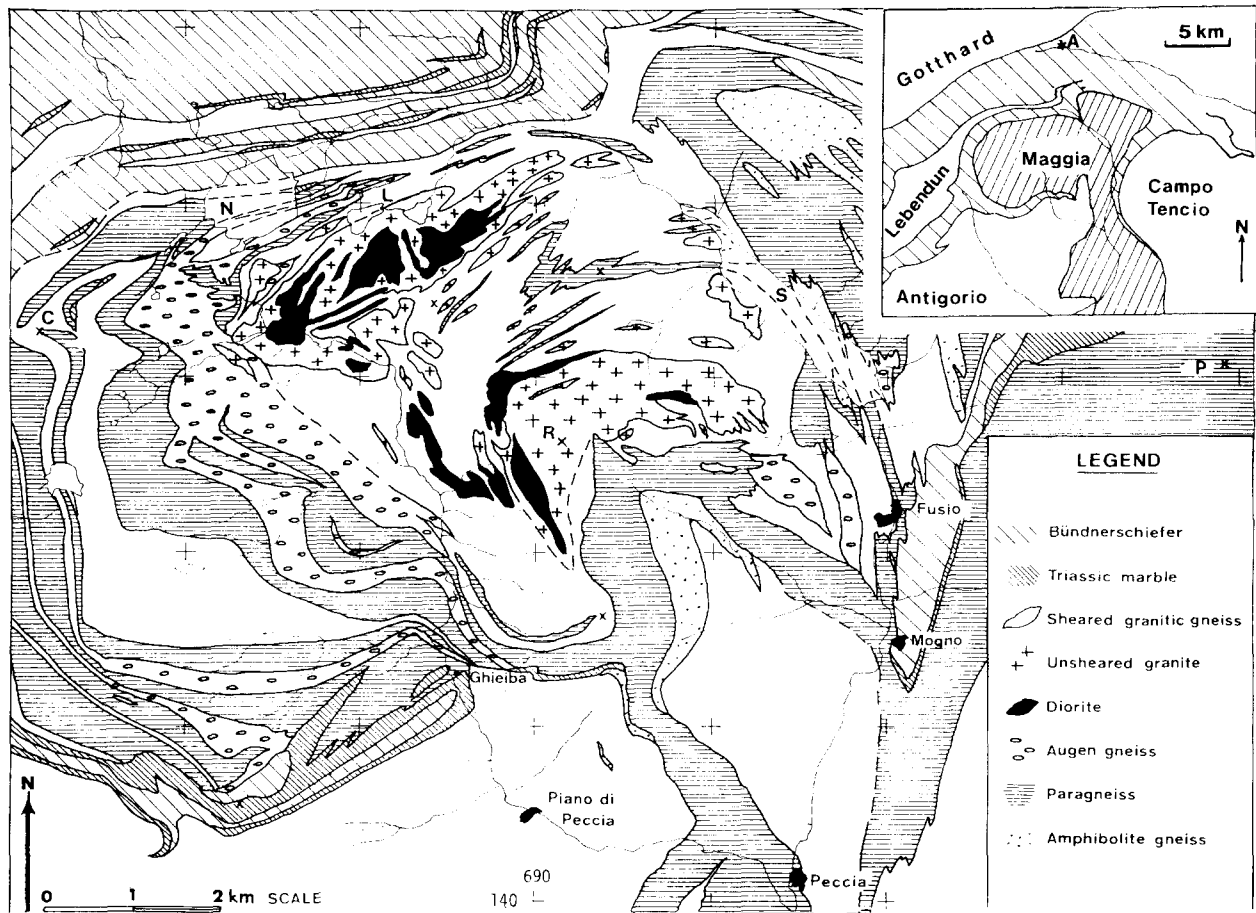 Gotthard
A
5 km
Lebendun
Maggia
Campo
Tencio
N
Antigorio
N
L
C
S
P
R
LEGEND
Bündnerschiefer
Triassic marble
Sheared granitic gneiss
Unsheared granite
Diorite
Augen gneiss
Paragneiss
Amphibolite gneiss
Fusio
Mogno
Ghieiba
Piano di
Peccia
Peccia
N
0 1 2 km SCALE
690
140